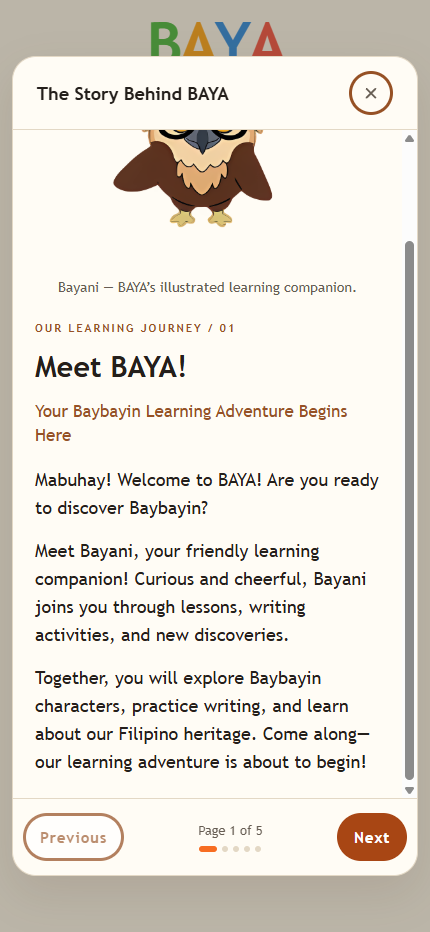 BAYA
The Story Behind BAYA
Bayani — BAYA's illustrated learning companion.
OUR LEARNING JOURNEY / 01
Meet BAYA!
Your Baybayin Learning Adventure Begins
Here
Mabuhay! Welcome to BAYA! Are you ready
to discover Baybayin?
Meet Bayani, your friendly learning
companion! Curious and cheerful, Bayani
joins you through lessons, writing
activities, and new discoveries.
Together, you will explore Baybayin
characters, practice writing, and learn
about our Filipino heritage. Come along—
our learning adventure is about to begin!
Previous
Page 1 of 5
Next